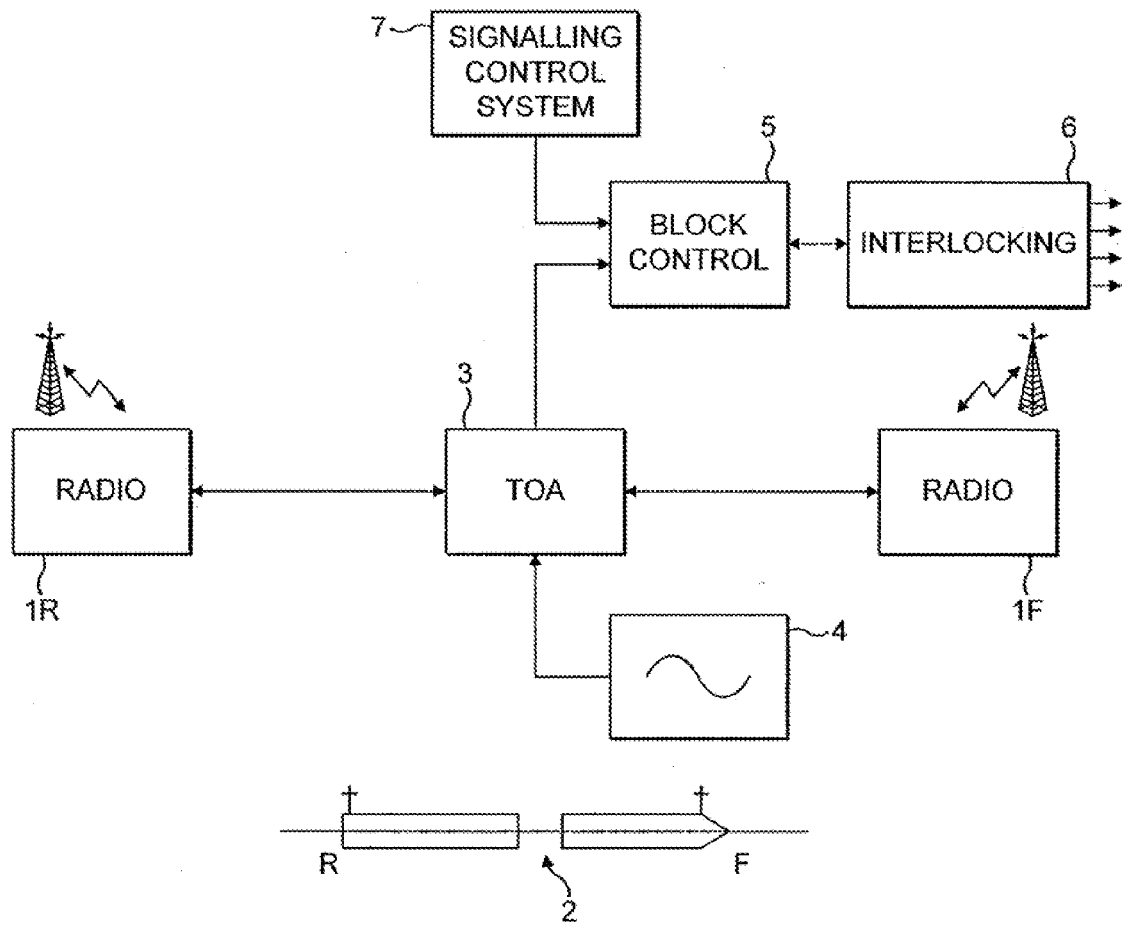 7
SIGNALLING
CONTROL
SYSTEM
5
6
BLOCK
CONTROL
INTERLOCKING
3
RADIO
TOA
RADIO
1R
1F
4
R
F
2